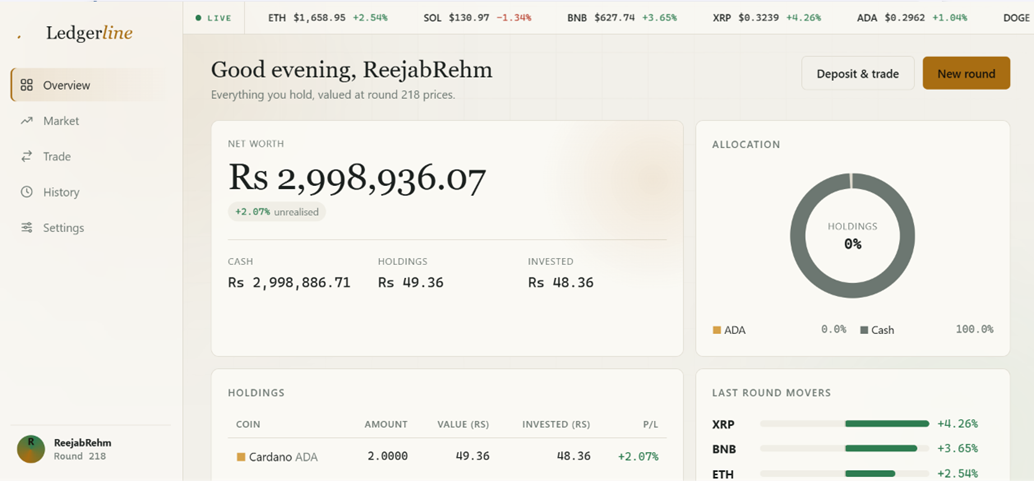 Ledgerline
LIVE ETH $1,658.95 +2.54% SOL $130.97 −1.34% BNB $627.74 +3.65% XRP $0.3239 +4.26% ADA $0.2962 +1.04% DOGE
Overview
Market
Trade
History
Settings
R
ReejabRehm
Round 218
Good evening, ReejabRehm
Everything you hold, valued at round 218 prices.
Deposit & trade
New round
NET WORTH
Rs 2,998,936.07
+2.07% unrealised
CASH HOLDINGS INVESTED
Rs 2,998,886.71 Rs 49.36 Rs 48.36
ALLOCATION
HOLDINGS
0%
ADA 0.0% Cash 100.0%
HOLDINGS
COIN AMOUNT VALUE (RS) INVESTED (RS) P/L
Cardano ADA 2.0000 49.36 48.36 +2.07%
LAST ROUND MOVERS
XRP +4.26%
BNB +3.65%
ETH +2.54%